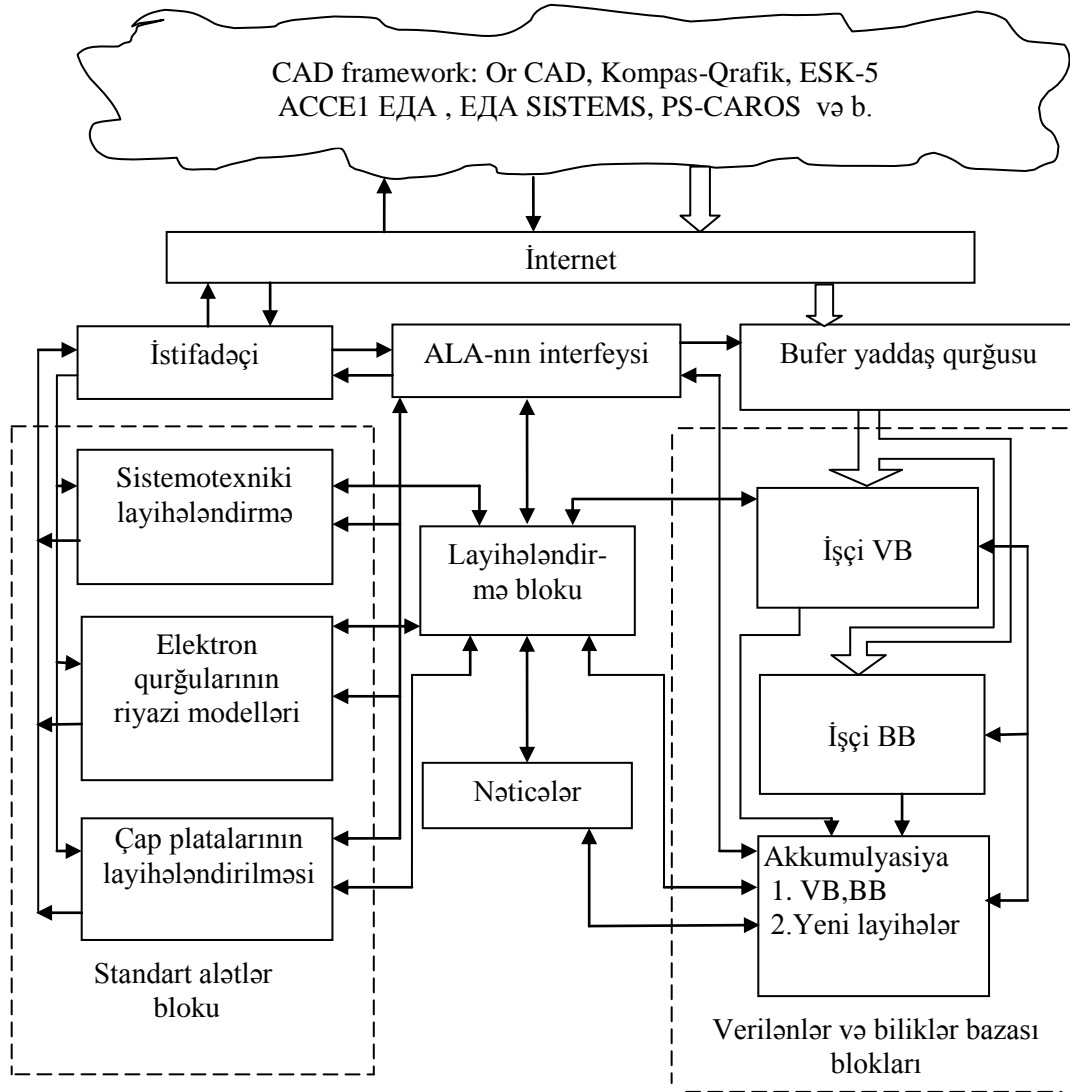 CAD framework: Or CAD, Kompas-Qrafik, ESK-5
ACCE1 ЕДА , ЕДА SISTEMS, PS-CAROS və b.
İnternet
İstifadəçi
ALA-nın interfeysi
Bufer yaddaş qurğusu
Sistemotexniki
layihələndirmə
Layihələndir-
mə bloku
İşçi VB
Elektron
qurğularının
riyazi modelləri
İşçi BB
Nəticələr
Çap platalarının
layihələndirilməsi
Akkumulyasiya
1. VB,BB
2.Yeni layihələr
Standart alətlər
bloku
Verilənlər və biliklər bazası
blokları